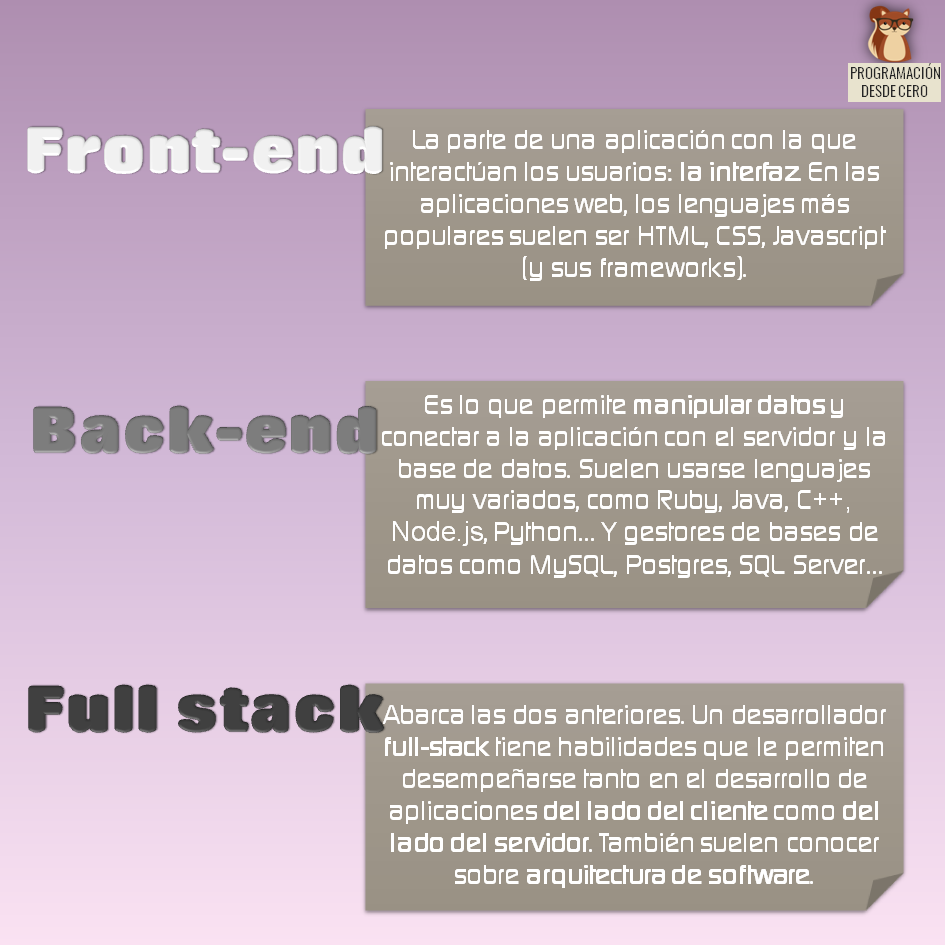 PROGRAMACIÓN
DESDE CERO
Front-end
La parte de una aplicación con la que
interactúan los usuarios: la interfaz En las
aplicaciones web, los lenguajes más
populares suelen ser HTML, CSS, Javascript
(y sus frameworks).
Back-end
Es lo que permite manipular datos y
conectar a la aplicación con el servidor y la
base de datos. Suelen usarse lenguajes
muy variados, como Ruby, Java, C++,
Node.js, Python... Y gestores de bases de
datos como MySQL, Postgres, SQL Server...
Full stack
Abarca las dos anteriores. Un desarrollador
full-stack tiene habilidades que le permiten
desempeñarse tanto en el desarrollo de
aplicaciones del lado del cliente como del
lado del servidor. También suelen conocer
sobre arquitectura de software.